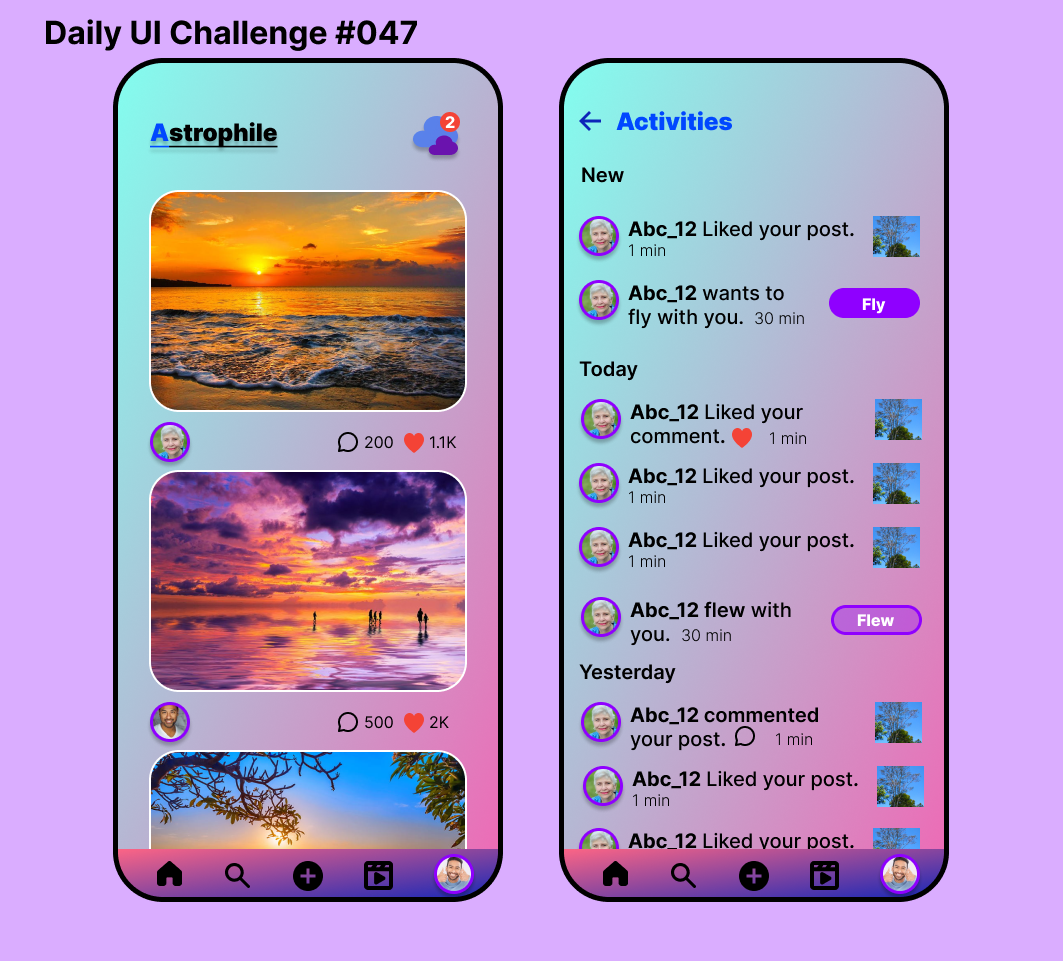 Daily UI Challenge #047
Astrophile
2
200 1.1K
500 2K
Activities
New
Abc_12 Liked your post.
1 min
Abc_12 wants to
fly with you. 30 min
Fly
Today
Abc_12 Liked your
comment. 1 min
Abc_12 Liked your post.
1 min
Abc_12 Liked your post.
1 min
Abc_12 flew with
you. 30 min
Flew
Yesterday
Abc_12 commented
your post. 1 min
Abc_12 Liked your post.
1 min
Abc_12 Liked your post.